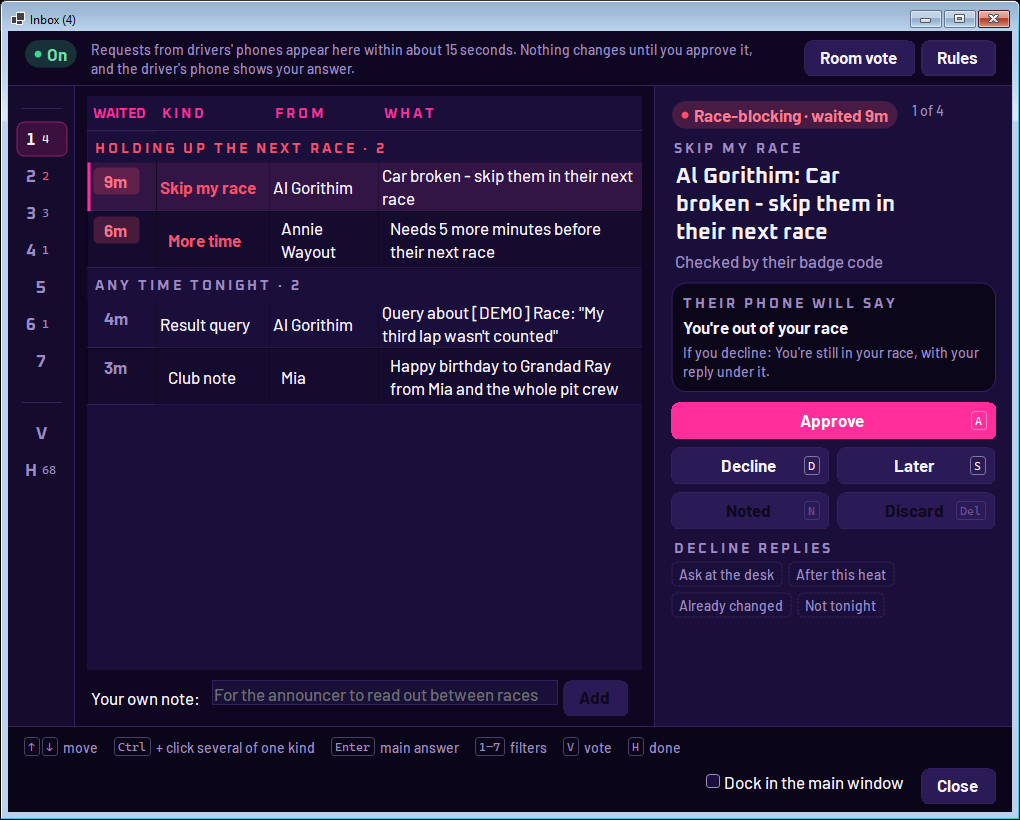 Inbox (4)
On
Requests from drivers' phones appear here within about 15 seconds. Nothing changes until you approve it,
and the driver's phone shows your answer.
Room vote
Rules
1 4
2 2
3 3
4 1
5
6 1
7
V
H 68
WAITED KIND FROM WHAT
HOLDING UP THE NEXT RACE · 2
9m Skip my race Al Gorithim Car broken - skip them in their next
race
6m More time Annie
Wayout
Needs 5 more minutes before
their next race
ANY TIME TONIGHT · 2
4m Result query Al Gorithim Query about [DEMO] Race: "My
third lap wasn't counted"
3m Club note Mia Happy birthday to Grandad Ray
from Mia and the whole pit crew
Your own note: For the announcer to read out between races Add
Race-blocking · waited 9m 1 of 4
SKIP MY RACE
Al Gorithim: Car
broken - skip them in
their next race
Checked by their badge code
THEIR PHONE WILL SAY
You're out of your race
If you decline: You're still in your race, with your
reply under it.
Approve A
Decline D Later S
Noted N Discard Del
DECLINE REPLIES
Ask at the desk After this heat
Already changed Not tonight
↑ ↓ move Ctrl + click several of one kind Enter main answer 1–7 filters V vote H done
Dock in the main window Close